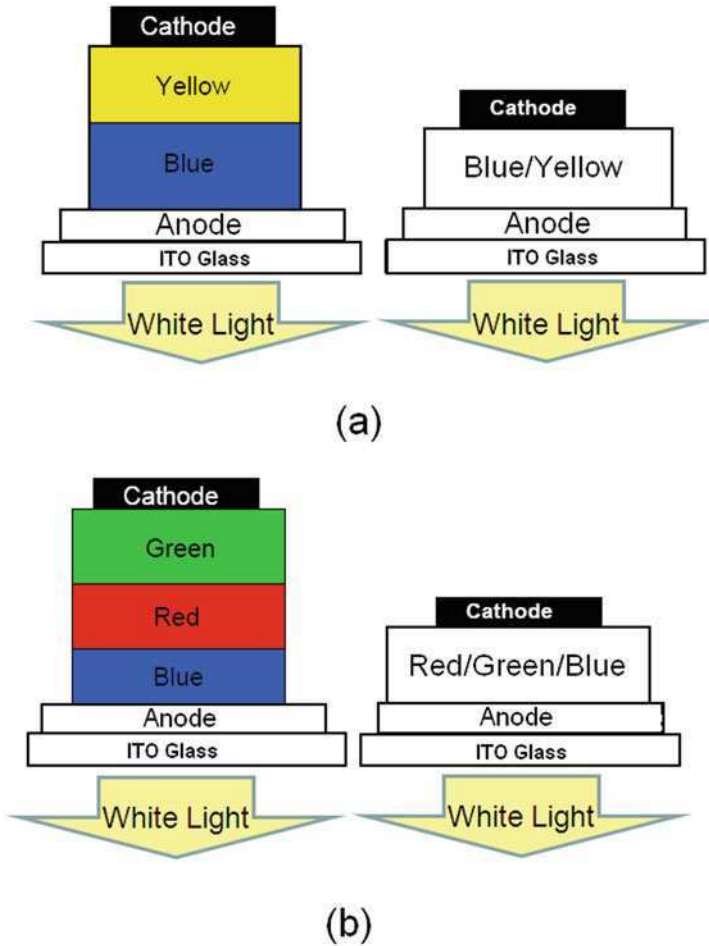 Cathode
Yellow
Blue
Anode
ITO Glass
White Light
Cathode
Blue/Yellow
Anode
ITO Glass
White Light
(a)
Cathode
Green
Red
Blue
Anode
ITO Glass
White Light
Cathode
Red/Green/Blue
Anode
ITO Glass
White Light
(b)